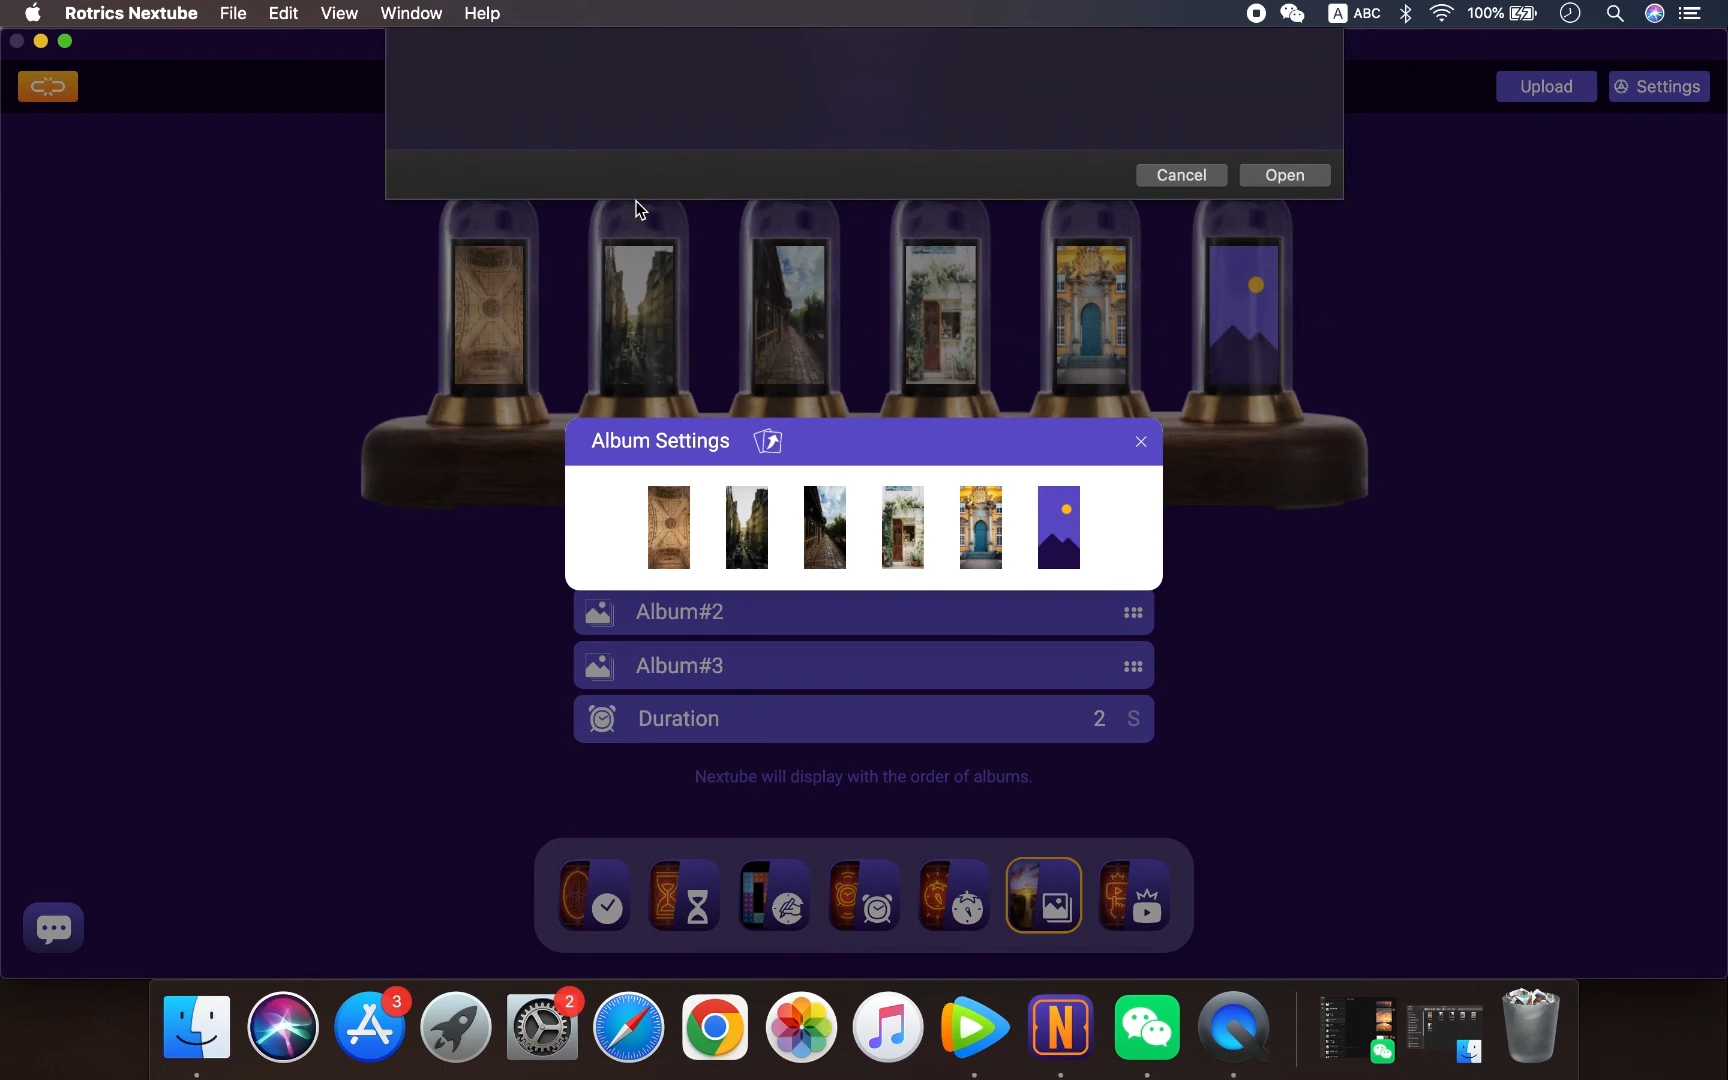 Rotrics Nextube File Edit View Window Help A ABC 100%
Upload Settings
Cancel Open
Album Settings
Album#2
Album#3
Duration 2 S
Nextube will display with the order of albums.
3 2 N